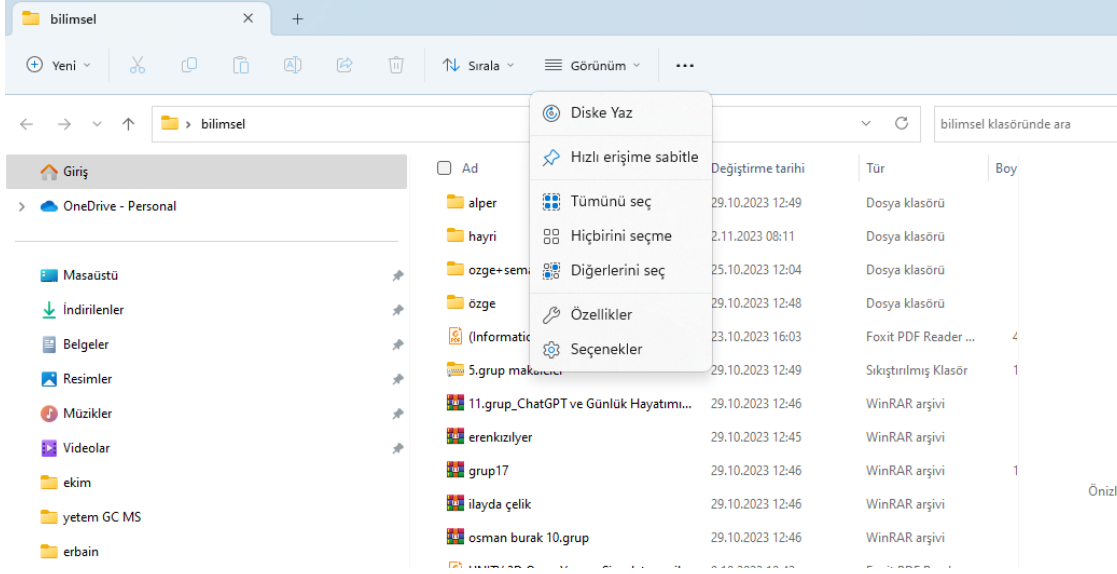 bilimsel
Yeni
Sırala
Görünüm
Diske Yaz
Hızlı erişime sabitle
Tümünü seç
Hiçbirini seçme
Diğerlerini seç
Özellikler
Seçenekler
bilimsel
bilimsel klasöründe ara
Giriş
OneDrive - Personal
Masaüstü
İndirilenler
Belgeler
Resimler
Müzikler
Videolar
ekim
yetem GC MS
erbain
Ad Değiştirme tarihi Tür Boy
alper 29.10.2023 12:49 Dosya klasörü
hayri 2.11.2023 08:11 Dosya klasörü
ozge+sem 25.10.2023 12:04 Dosya klasörü
özge 29.10.2023 12:48 Dosya klasörü
(Informatic 23.10.2023 16:03 Foxit PDF Reader ... 4
5.grup makaleler 29.10.2023 12:49 Sıkıştırılmış Klasör 1
11.grup_ChatGPT ve Günlük Hayatımı... 29.10.2023 12:46 WinRAR arşivi
erenkızılyer 29.10.2023 12:45 WinRAR arşivi
grup17 29.10.2023 12:46 WinRAR arşivi 1
ilayda çelik 29.10.2023 12:46 WinRAR arşivi
osman burak 10.grup 29.10.2023 12:46 WinRAR arşivi
Önizl